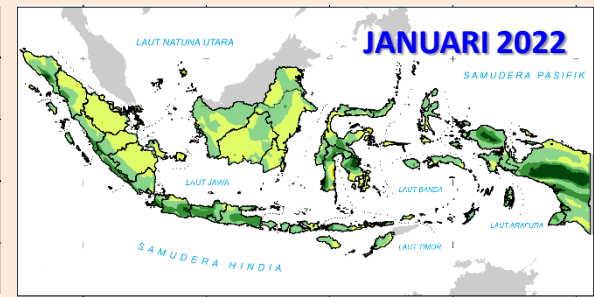 LAUT NATUNA UTARA
JANUARI 2022
SAMUDERA PASIFIK
LAUT JAWA
LAUT BANDA
LAUT ARAFURA
LAUT TIMOR
SAMUDERA HINDIA